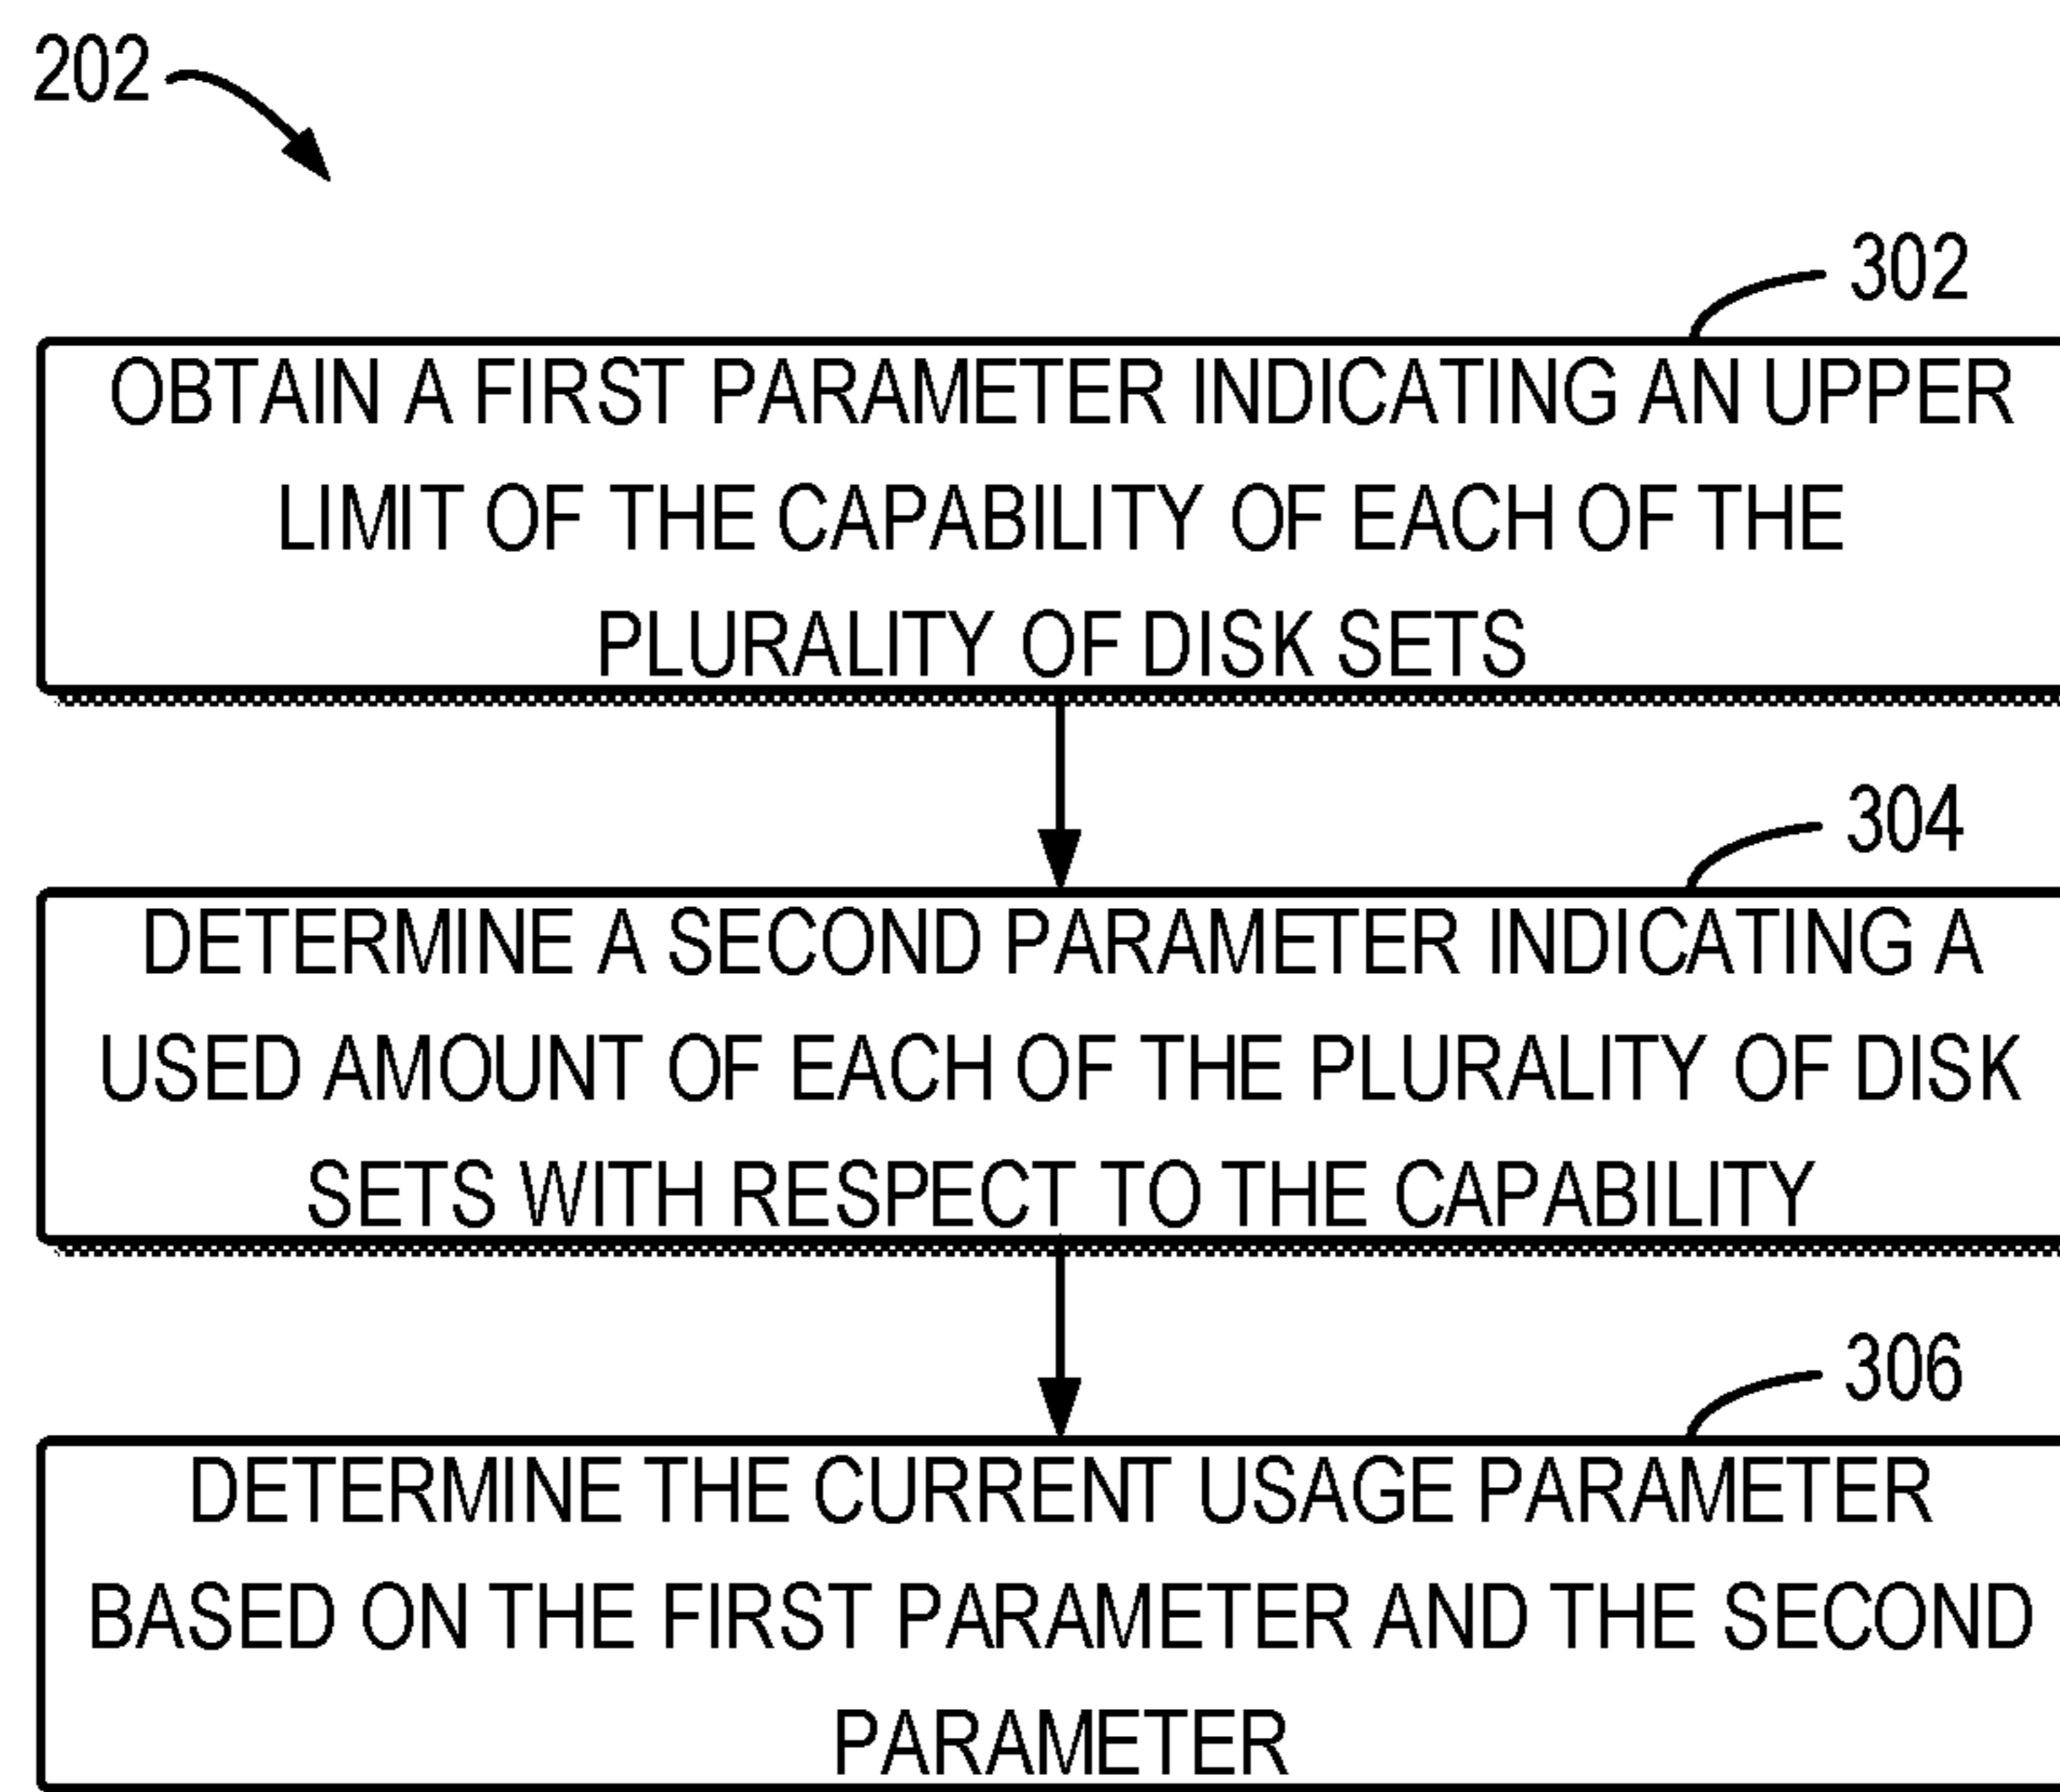 202
302
OBTAIN A FIRST PARAMETER INDICATING AN UPPER
LIMIT OF THE CAPABILITY OF EACH OF THE
PLURALITY OF DISK SETS
304
DETERMINE A SECOND PARAMETER INDICATING A
USED AMOUNT OF EACH OF THE PLURALITY OF DISK
SETS WITH RESPECT TO THE CAPABILITY
306
DETERMINE THE CURRENT USAGE PARAMETER
BASED ON THE FIRST PARAMETER AND THE SECOND
PARAMETER